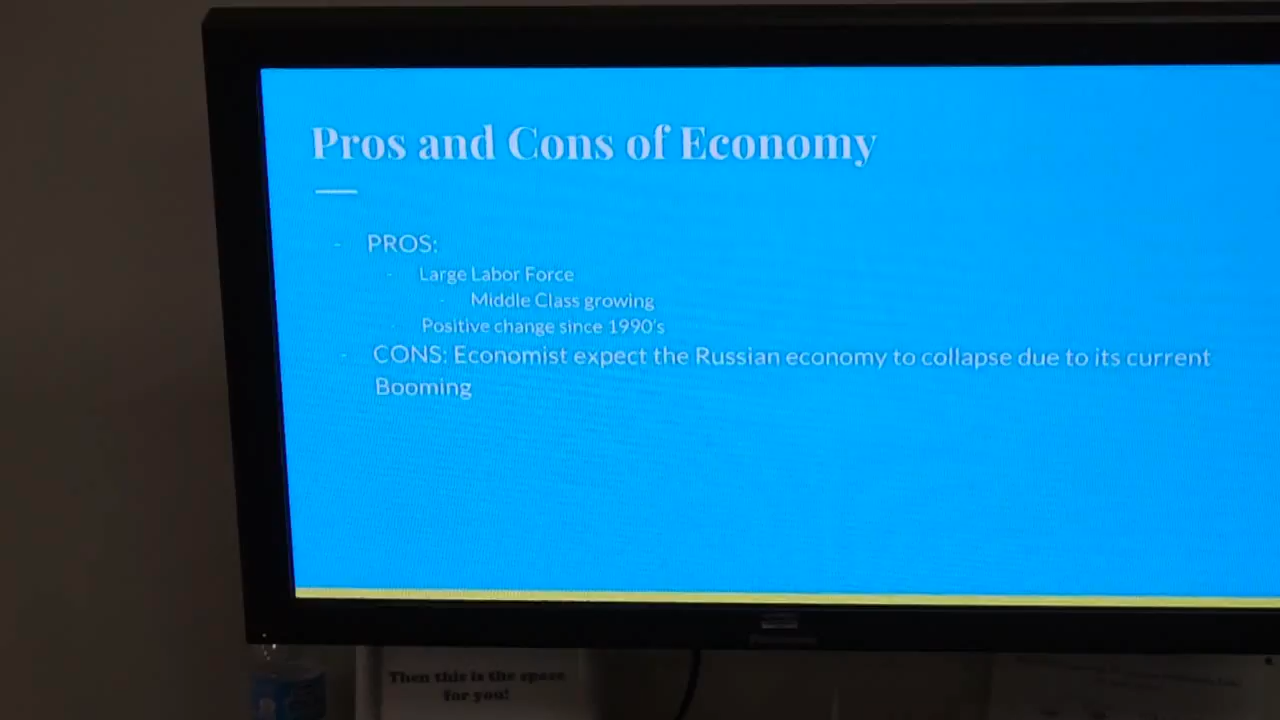 Pros and Cons of Economy
- PROS:
- Large Labor Force
- Middle Class growing
- Positive change since 1990's
- CONS: Economist expect the Russian economy to collapse due to its current
Booming
Then this is the space
for you!